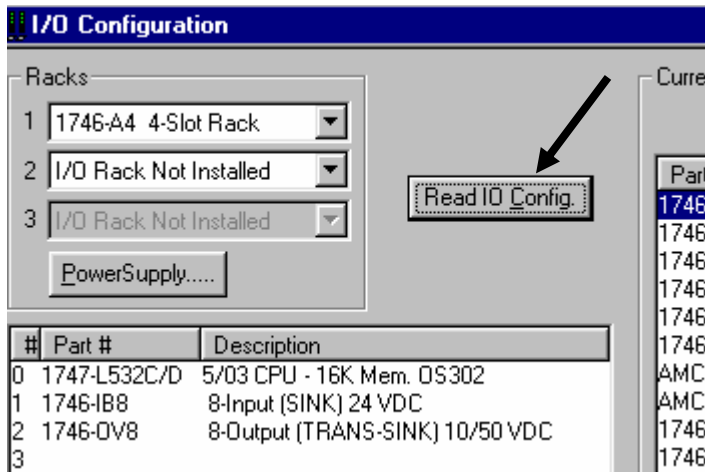 I/O Configuration
Racks
1 1746-A4 4-Slot Rack
2 I/O Rack Not Installed
3 I/O Rack Not Installed
PowerSupply.....
Read IO Config.
# Part # Description
0 1747-L532C/D 5/03 CPU - 16K Mem. OS302
1 1746-IB8 8-Input (SINK) 24 VDC
2 1746-OV8 8-Output (TRANS-SINK) 10/50 VDC
3
Curre
Part
1746
1746
1746
1746
1746
1746
AMC
AMC
1746
1746